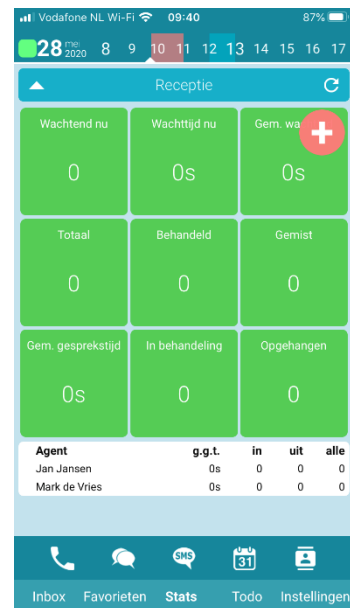 Vodafone NL Wi-Fi 09:40 87%
28 mei 2020 8 9 10 11 12 13 14 15 16 17
Receptie
Wachtend nu Wachttijd nu Gem. wa
0 0s 0s
Totaal Behandeld Gemist
0 0 0
Gem. gesprekstijd In behandeling Opgehangen
0s 0 0
Agent g.g.t. in uit alle
Jan Jansen 0s 0 0 0
Mark de Vries 0s 0 0 0
SMS 31
Inbox Favorieten Stats Todo Instellingen